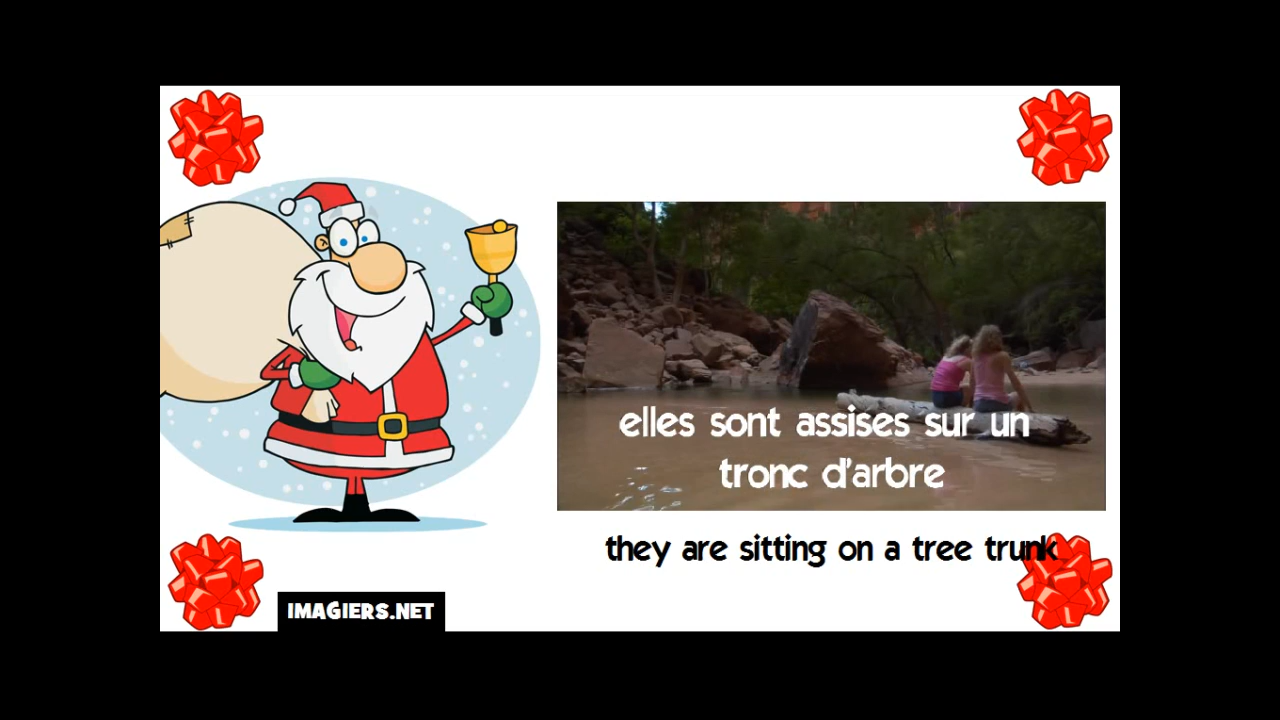 elles sont assises sur un
tronc d'arbre
they are sitting on a tree trunk
IMAGIERS.NET